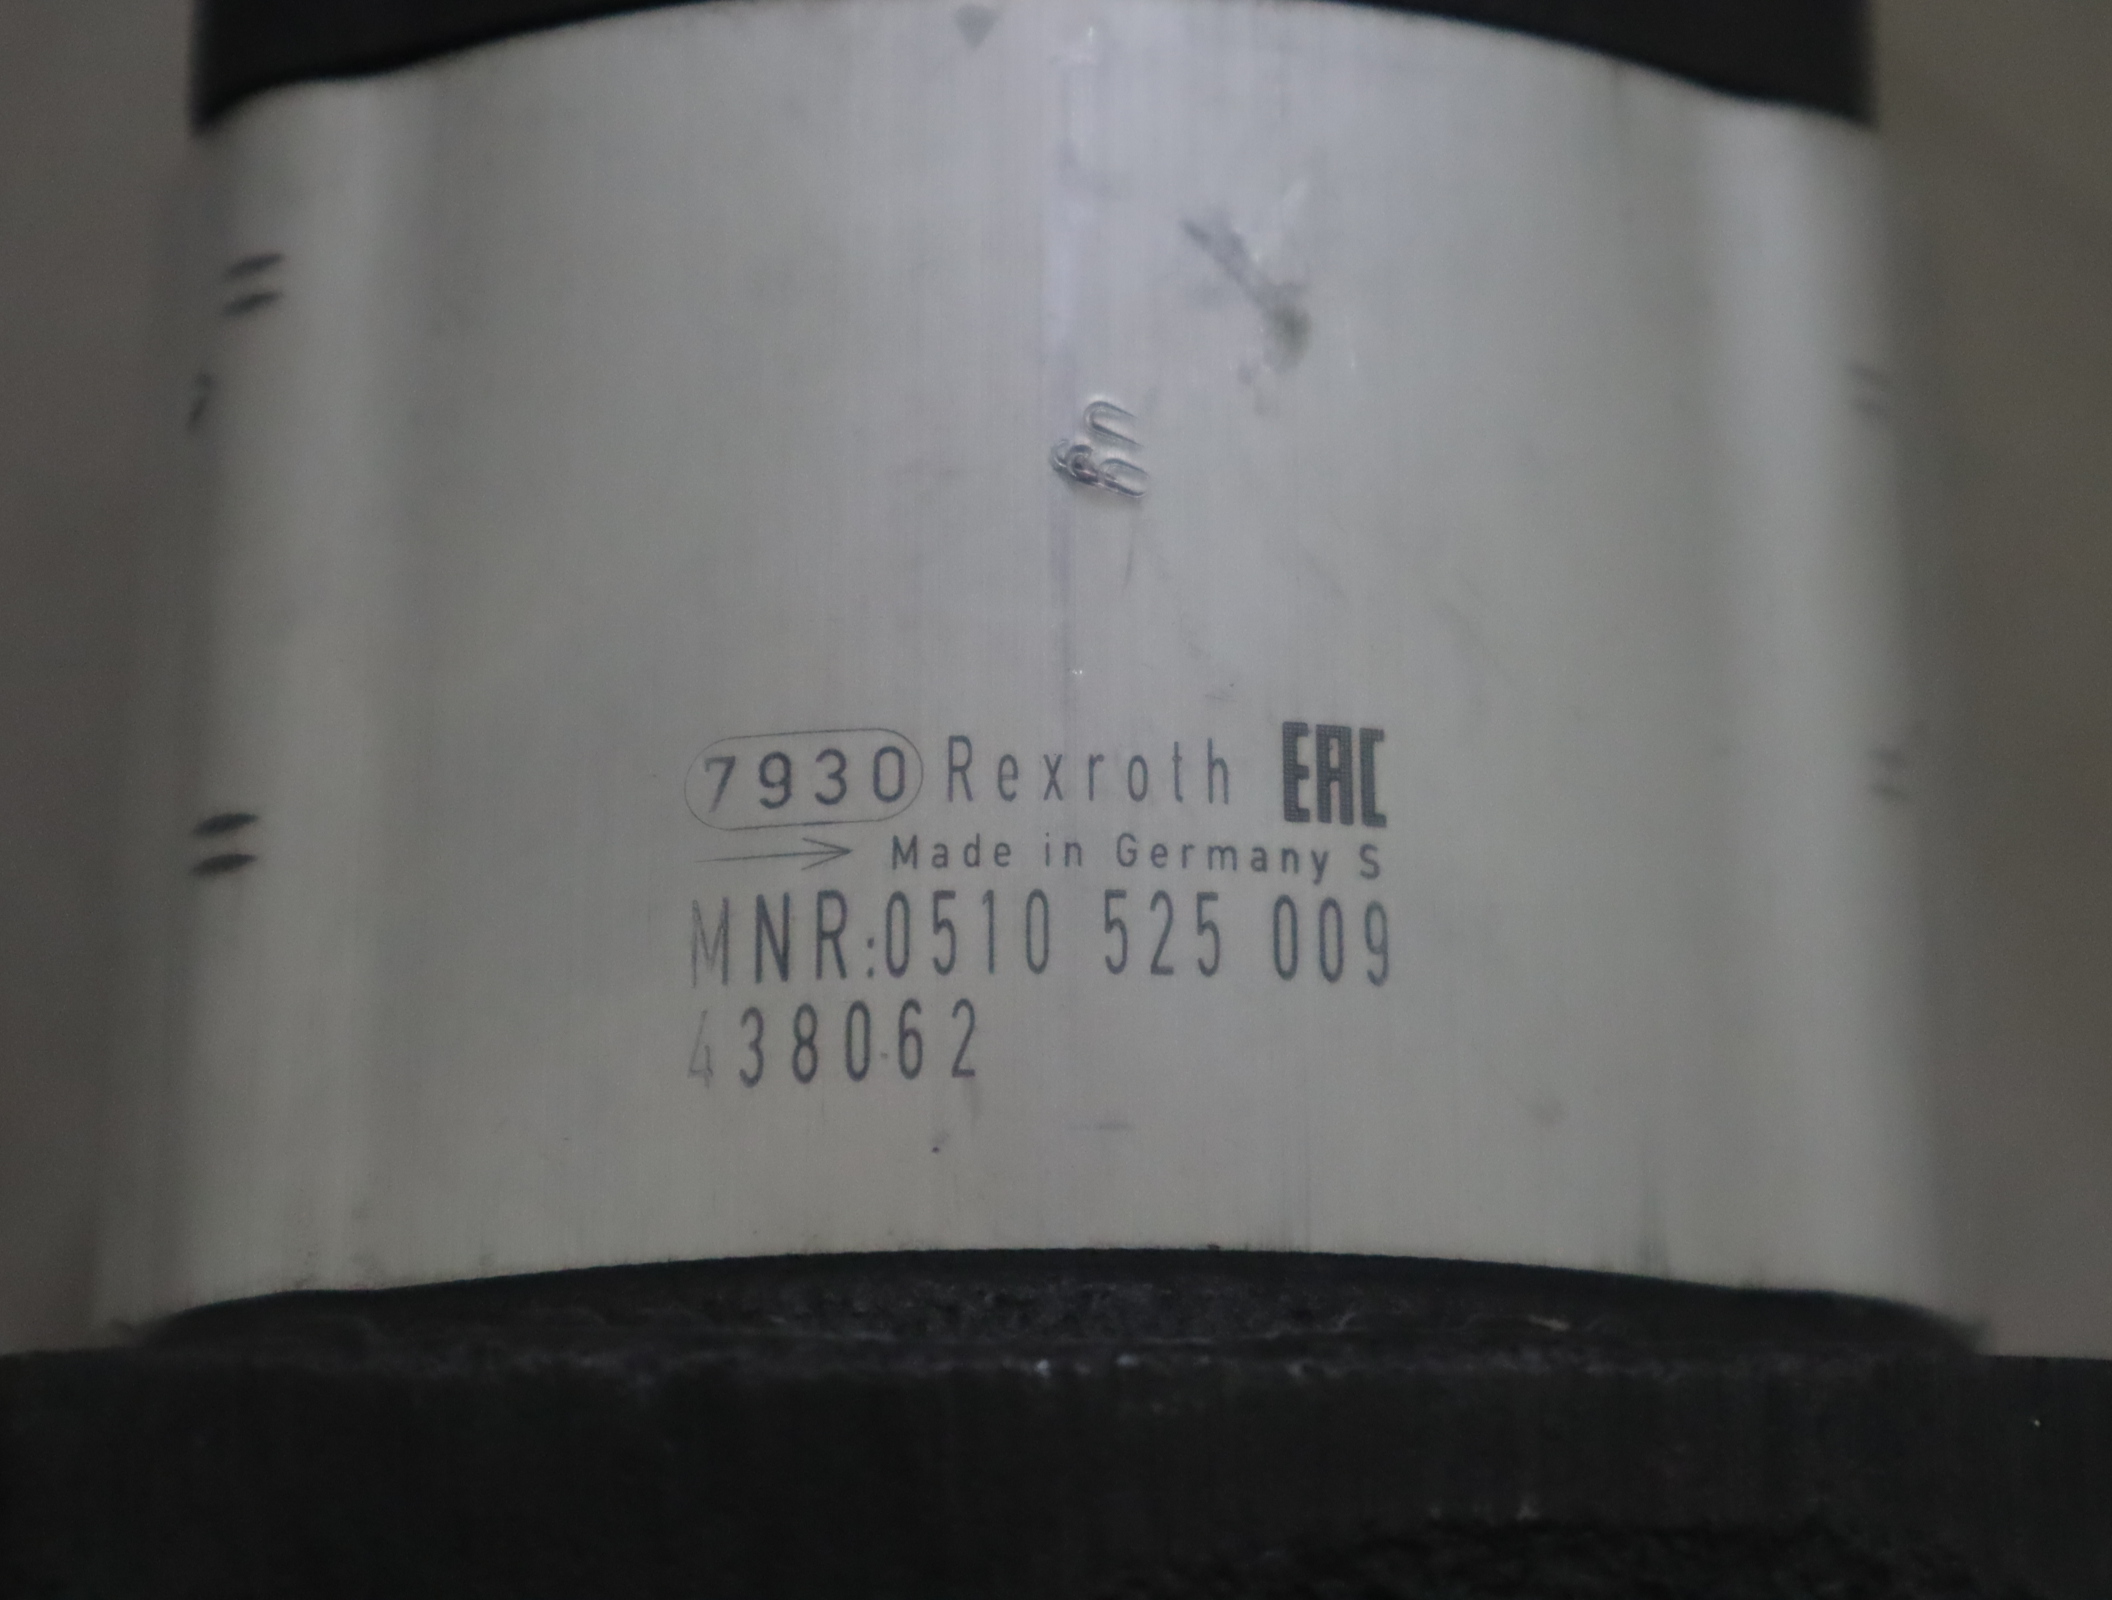 7930 Rexroth EAC
Made in Germany S
MNR:0510 525 009
438062